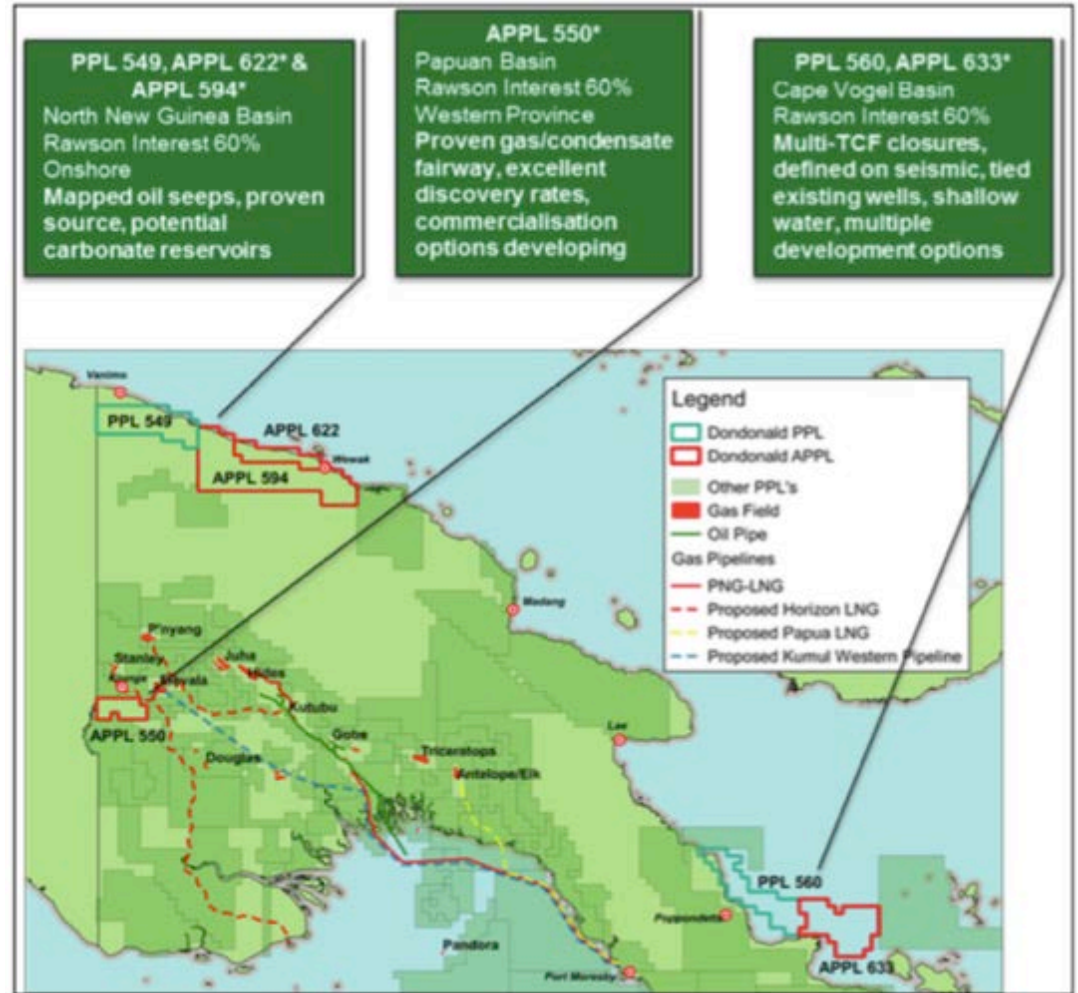 PPL 549, APPL 622* &
APPL 594*
North New Guinea Basin
Rawson Interest 60%
Onshore
Mapped oil seeps, proven
source, potential
carbonate reservoirs
APPL 550*
Papuan Basin
Rawson Interest 60%
Western Province
Proven gas/condensate
fairway, excellent
discovery rates,
commercialisation
options developing
PPL 560, APPL 633*
Cape Vogel Basin
Rawson Interest 60%
Multi-TCF closures,
defined on seismic, tied
existing wells, shallow
water, multiple
development options
Vanimo
PPL 549
APPL 622
Wewak
APPL 594
Legend
Dondonald PPL
Dondonald APPL
Other PPL's
Gas Field
Oil Pipe
Gas Pipelines
PNG-LNG
Proposed Horizon LNG
Proposed Papua LNG
Proposed Kumul Western Pipeline
Madang
P'nyang
Stanley
Juha
Hides
Kutubu
APPL 550
Gobe
Douglas
Triceratops
Antelope/Elk
Lae
PPL 560
Poppondetta
APPL 633
Pandora
Port Moresby